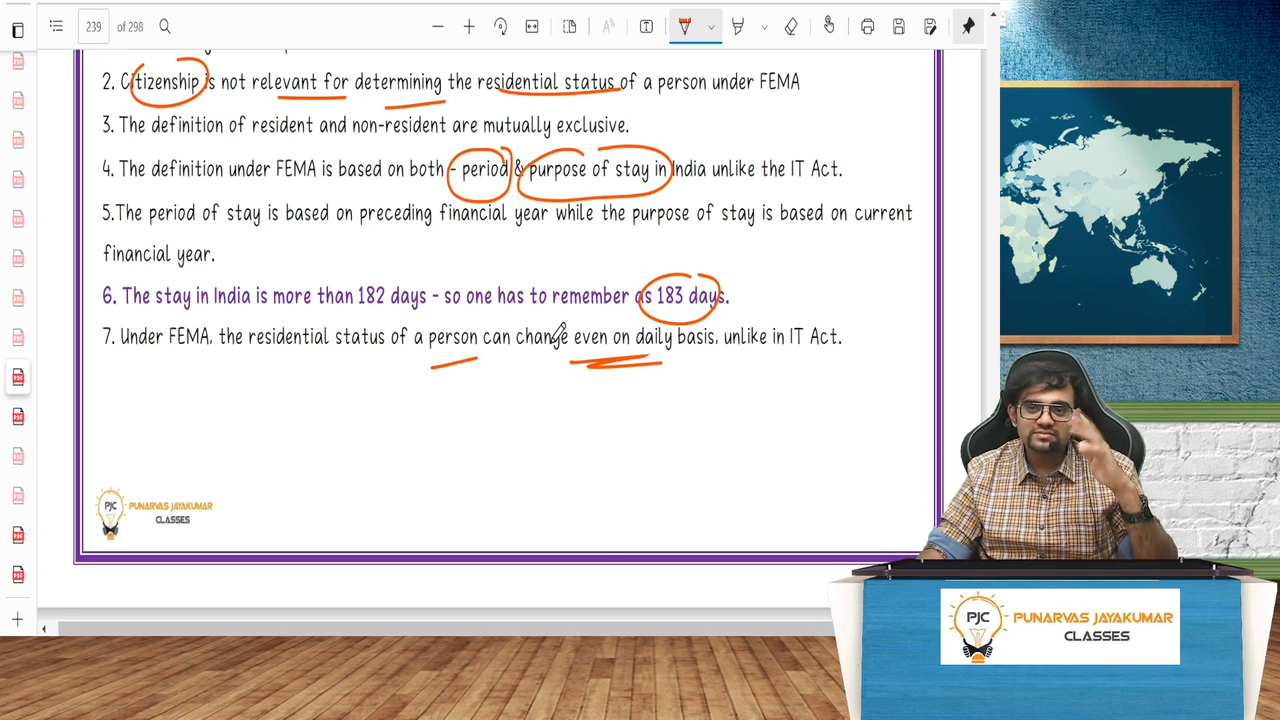 239 of 298
2. Citizenship is not relevant for determining the residential status of a person under FEMA
3. The definition of resident and non-resident are mutually exclusive.
4. The definition under FEMA is based on both - period & purpose of stay in India unlike the IT Act.
5.The period of stay is based on preceding financial year while the purpose of stay is based on current
financial year.
6. The stay in India is more than 182 days - so one has to remember as 183 days.
7. Under FEMA, the residential status of a person can change even on daily basis, unlike in IT Act.
PJC
PUNARVAS JAYAKUMAR
CLASSES
PJC
PUNARVAS JAYAKUMAR
CLASSES